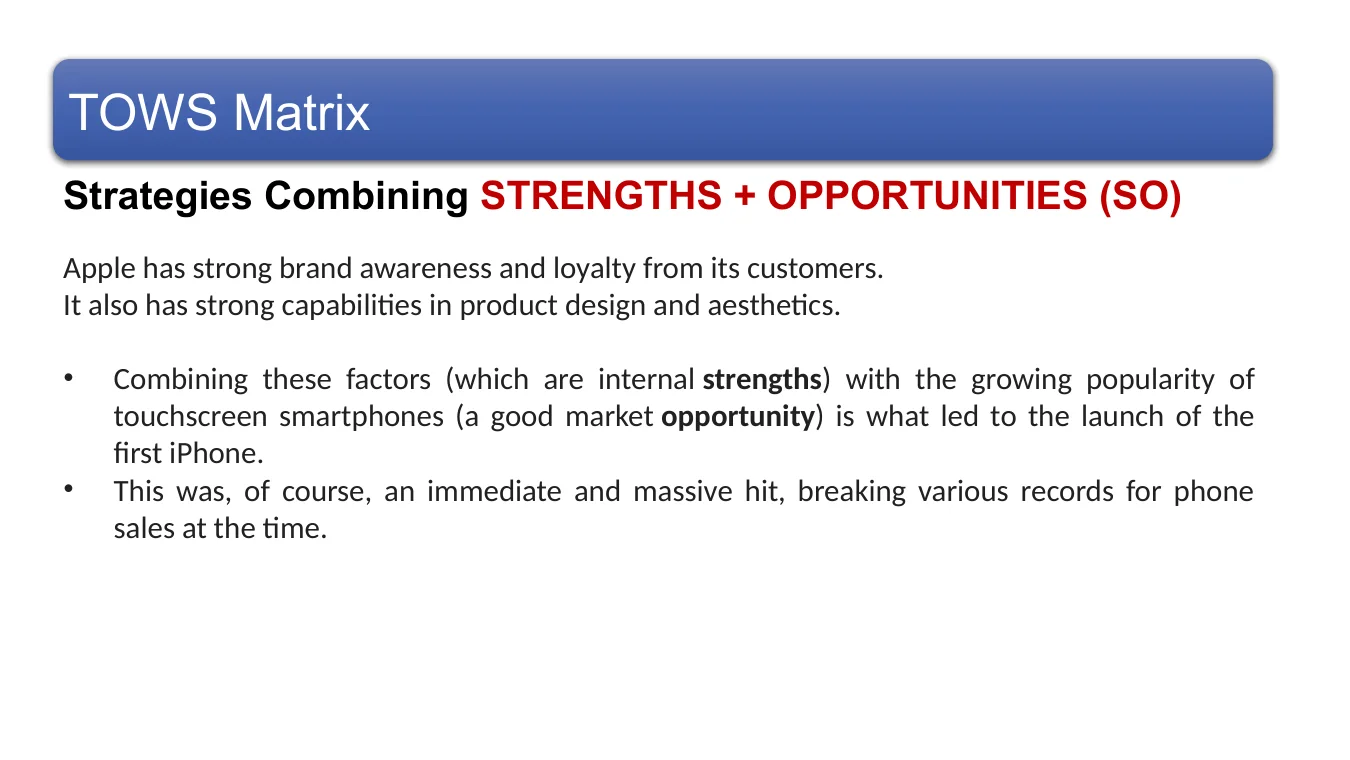 TOWS Matrix
Strategies Combining STRENGTHS + OPPORTUNITIES (SO)
Apple has strong brand awareness and loyalty from its customers.
It also has strong capabilities in product design and aesthetics.
• Combining these factors (which are internal strengths) with the growing popularity of
touchscreen smartphones (a good market opportunity) is what led to the launch of the
first iPhone.
• This was, of course, an immediate and massive hit, breaking various records for phone
sales at the time.